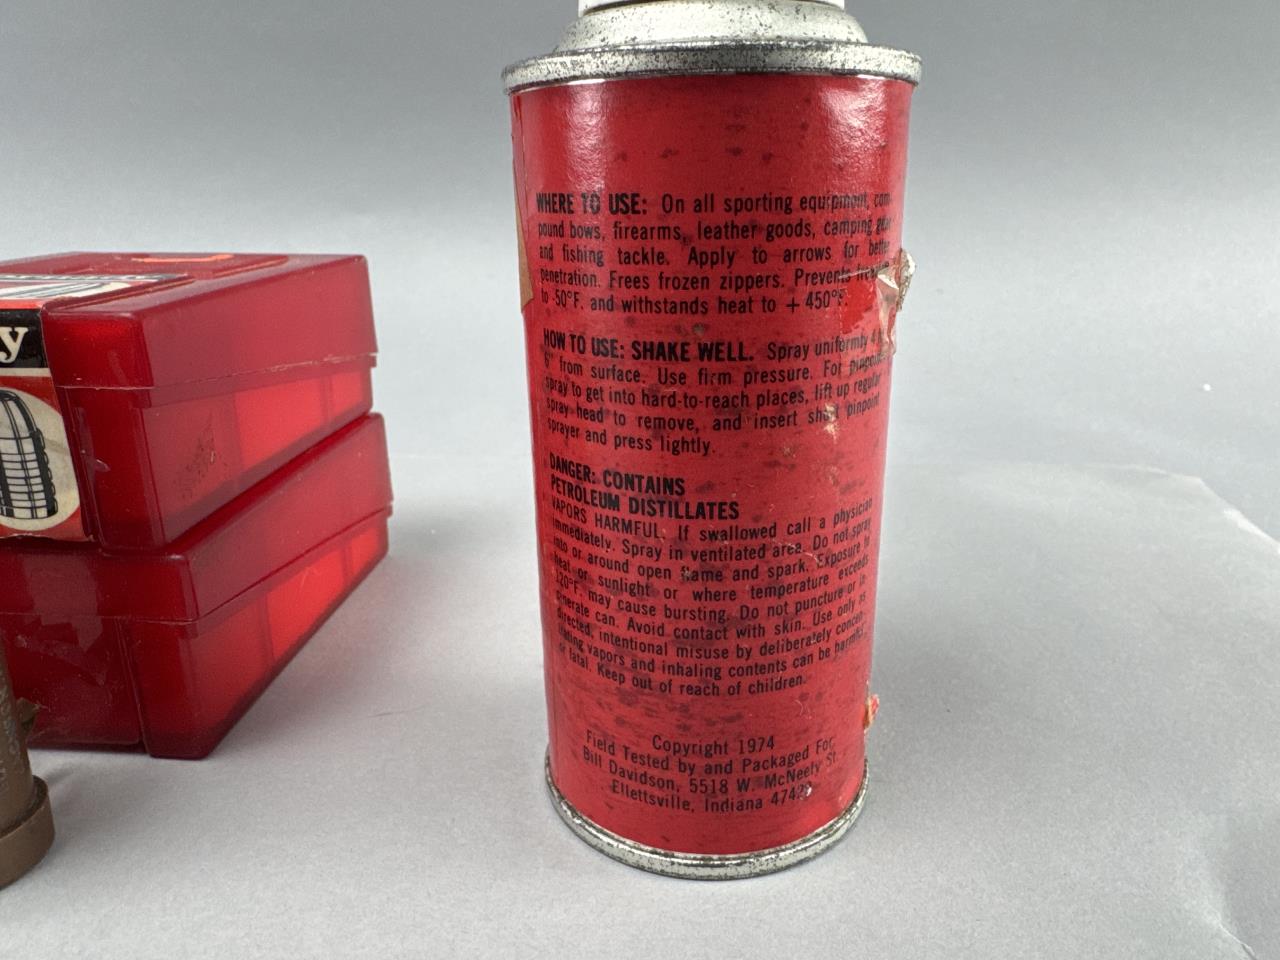 WHERE TO USE: On all sporting equipment, com-
pound bows, firearms, leather goods, camping gear
and fishing tackle. Apply to arrows for better
penetration. Frees frozen zippers. Prevents
to -50°F. and withstands heat to + 450°F.
HOW TO USE: SHAKE WELL. Spray uniformly 4
6" from surface. Use firm pressure. For pinpoint
spray to get into hard-to-reach places, lift up regular
spray head to remove, and insert short pinpoint
sprayer and press lightly.
DANGER: CONTAINS
PETROLEUM DISTILLATES
VAPORS HARMFUL. If swallowed call a physician
immediately. Spray in ventilated area. Do not spray
into or around open flame and spark. Exposure to
heat or sunlight or where temperature exceeds
120°F. may cause bursting. Do not puncture or in-
cinerate can. Avoid contact with skin. Use only as
directed, intentional misuse by deliberately concen-
trating vapors and inhaling contents can be harmful
or fatal. Keep out of reach of children.
Copyright 1974
Field Tested by and Packaged For
Bill Davidson, 5518 W. McNeely St.
Ellettsville, Indiana 47429
y